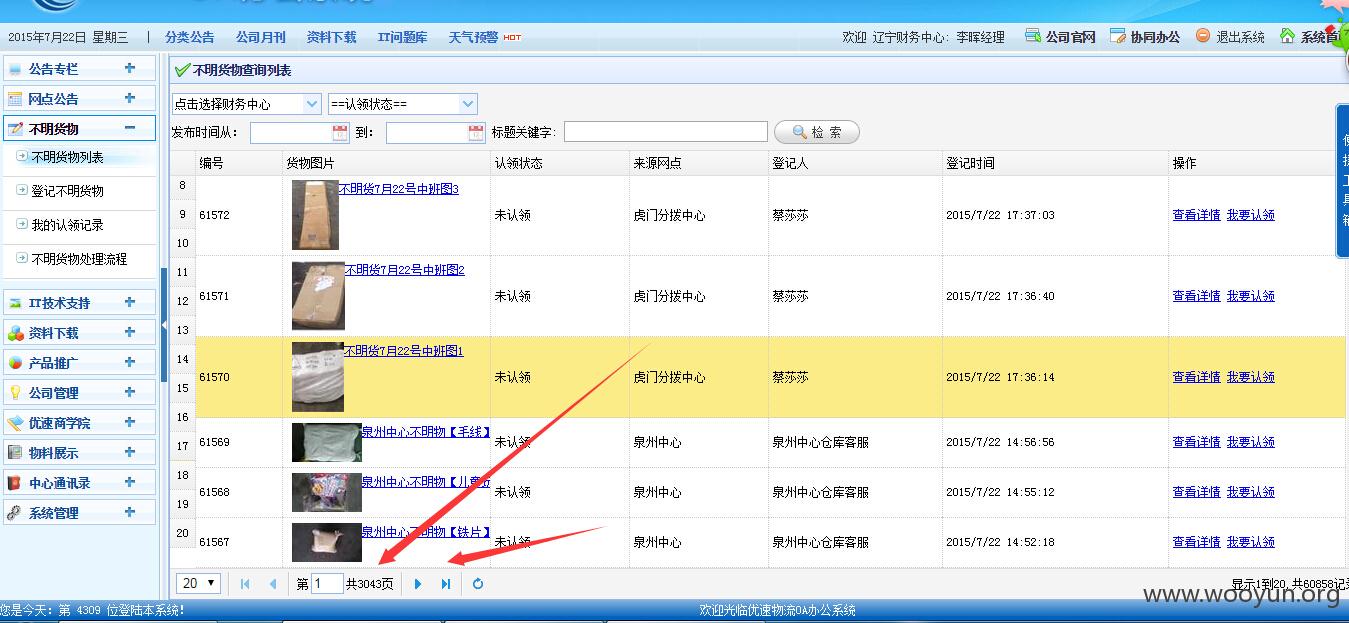 2015年7月22日 星期三 | 分类公告 公司月刊 资料下载 IT问题库 天气预警 HOT 欢迎 辽宁财务中心: 李晖经理 公司官网 协同办公 退出系统 系统首
公告专栏
网点公告
不明货物
不明货物列表
登记不明货物
我的认领记录
不明货物处理流程
IT技术支持
资料下载
产品推广
公司管理
优速商学院
物料展示
中心通讯录
系统管理
不明货物查询列表
点击选择财务中心 ==认领状态==
发布时间从: 到: 标题关键字: 检 索
编号 货物图片 认领状态 来源网点 登记人 登记时间 操作
8
9
10
11
12
13
14
15
16
17
18
19
20
61572 不明货7月22号中班图3 未认领 虎门分拨中心 蔡莎莎 2015/7/22 17:37:03 查看详情 我要认领
61571 不明货7月22号中班图2 未认领 虎门分拨中心 蔡莎莎 2015/7/22 17:36:40 查看详情 我要认领
61570 不明货7月22号中班图1 未认领 虎门分拨中心 蔡莎莎 2015/7/22 17:36:14 查看详情 我要认领
61569 泉州中心不明物【毛线】 未认领 泉州中心 泉州中心仓库客服 2015/7/22 14:56:56 查看详情 我要认领
61568 泉州中心不明物【儿童 未认领 泉州中心 泉州中心仓库客服 2015/7/22 14:55:12 查看详情 我要认领
61567 泉州中心不明物【铁片】 未认领 泉州中心 泉州中心仓库客服 2015/7/22 14:52:18 查看详情 我要认领
20 第 1 共3043页 显示1到20, 共60858记
www.wooyun.org
您是今天: 第 4309 位登陆本系统! 欢迎光临优速物流OA办公系统